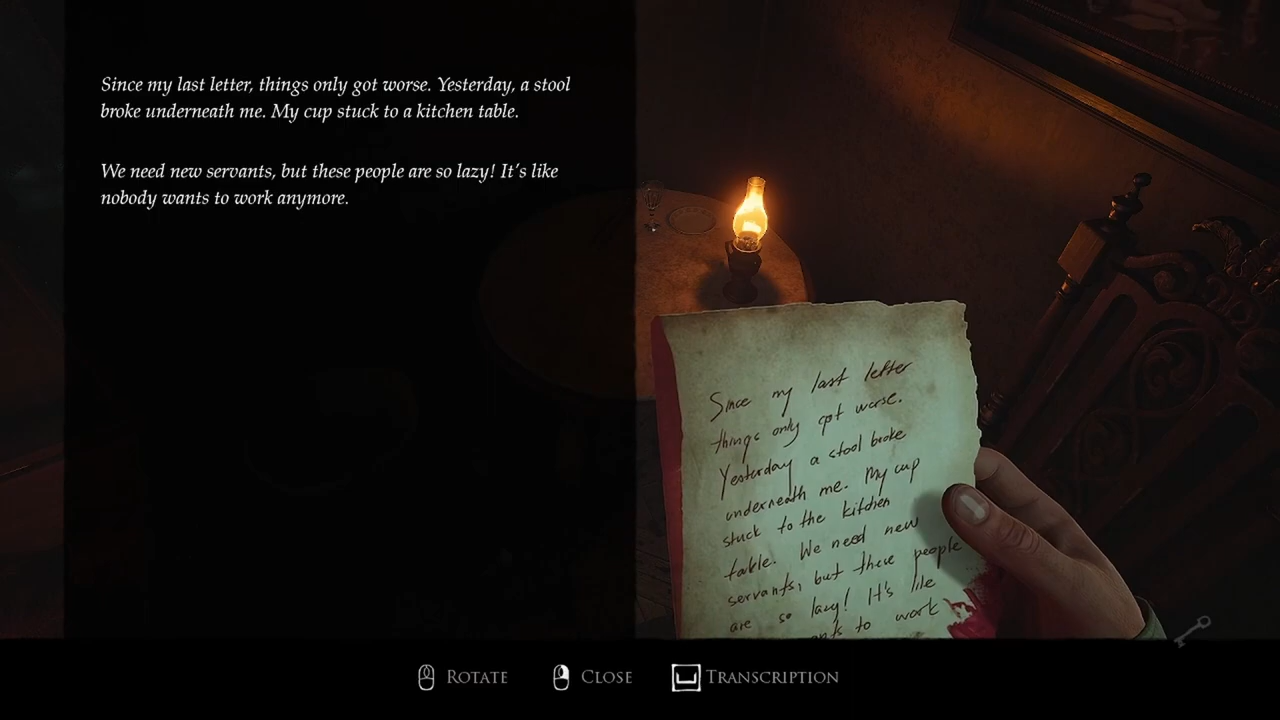 Since my last letter, things only got worse. Yesterday, a stool
broke underneath me. My cup stuck to a kitchen table.
We need new servants, but these people are so lazy! It's like
nobody wants to work anymore.
Since my last letter
things only got worse.
Yesterday a stool broke
underneath me. My cup
stuck to the kitchen
table. We need new
servants, but these people
are so lazy! It's like
to work
ROTATE
CLOSE
TRANSCRIPTION